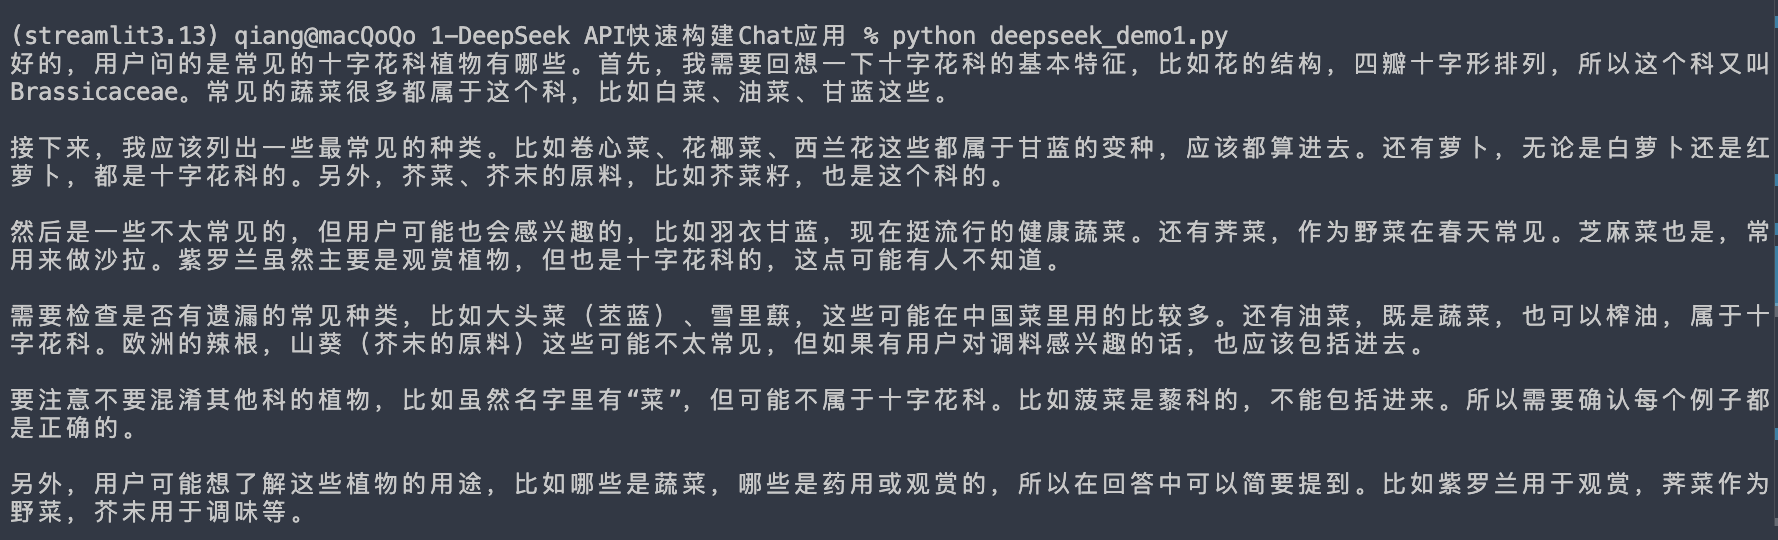 (streamlit3.13) qiang@macQoQo 1-DeepSeek API快速构建Chat应用 % python deepseek_demo1.py
好的，用户问的是常见的十字花科植物有哪些。首先，我需要回想一下十字花科的基本特征，比如花的结构，四瓣十字形排列，所以这个科又叫
Brassicaceae。常见的蔬菜很多都属于这个科，比如白菜、油菜、甘蓝这些。
接下来，我应该列出一些最常见的种类。比如卷心菜、花椰菜、西兰花这些都属于甘蓝的变种，应该都算进去。还有萝卜，无论是白萝卜还是红
萝卜，都是十字花科的。另外，芥菜、芥末的原料，比如芥菜籽，也是这个科的。
然后是一些不太常见的，但用户可能也会感兴趣的，比如羽衣甘蓝，现在挺流行的健康蔬菜。还有荠菜，作为野菜在春天常见。芝麻菜也是，常
用来做沙拉。紫罗兰虽然主要是观赏植物，但也是十字花科的，这点可能有人不知道。
需要检查是否有遗漏的常见种类，比如大头菜（苤蓝）、雪里蕻，这些可能在中国菜里用的比较多。还有油菜，既是蔬菜，也可以榨油，属于十
字花科。欧洲的辣根，山葵（芥末的原料）这些可能不太常见，但如果有用户对调料感兴趣的话，也应该包括进去。
要注意不要混淆其他科的植物，比如虽然名字里有“菜”，但可能不属于十字花科。比如菠菜是藜科的，不能包括进来。所以需要确认每个例子都
是正确的。
另外，用户可能想了解这些植物的用途，比如哪些是蔬菜，哪些是药用或观赏的，所以在回答中可以简要提到。比如紫罗兰用于观赏，荠菜作为
野菜，芥末用于调味等。